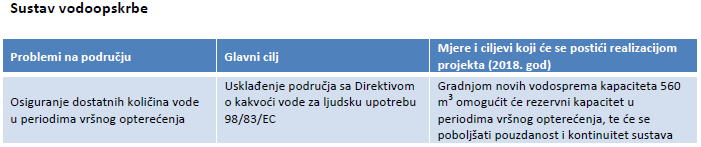 Sustav vodoopskrbe
Problemi na području
Glavni cilj
Mjere i ciljevi koji će se postići realizacijom
projekta (2018. god)
Osiguranje dostatnih količina vode
u periodima vršnog opterećenja
Usklađenje područja sa Direktivom
o kakvoći vode za ljudsku upotrebu
98/83/EC
Gradnjom novih vodosprema kapaciteta 560
m³ omogućit će rezervni kapacitet u
periodima vršnog opterećenja, te će se
poboljšati pouzdanost i kontinuitet sustava